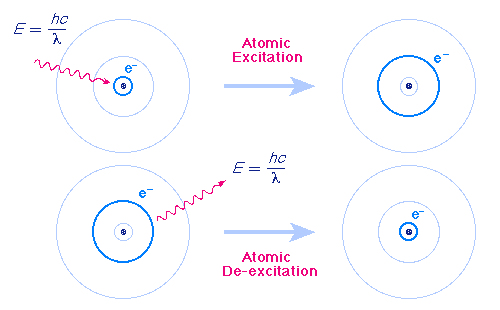 E = hc/λ
Atomic
Excitation
e⁻
e⁻
e⁻
E = hc/λ
e⁻
Atomic
De-excitation